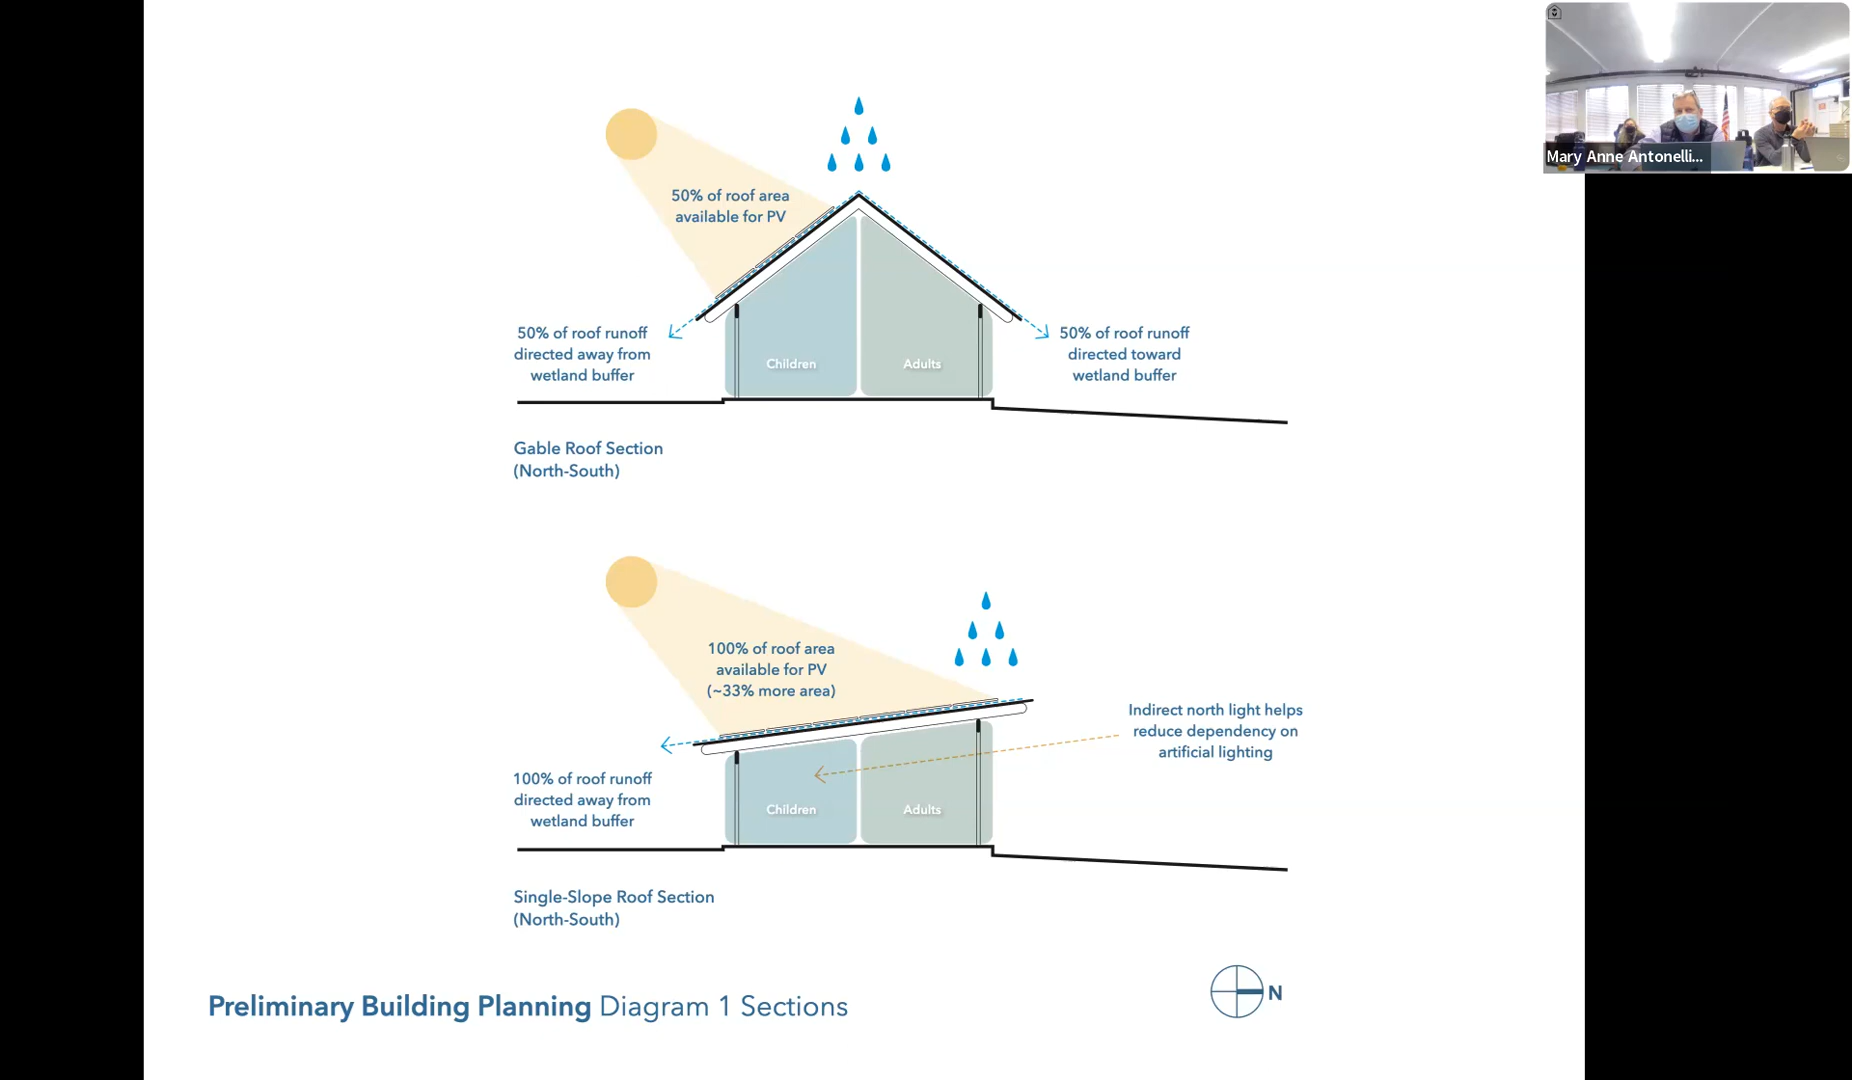 Mary Anne Antonelli...
50% of roof area
available for PV
50% of roof runoff
directed away from
wetland buffer
50% of roof runoff
directed toward
wetland buffer
Children
Adults
Gable Roof Section
(North-South)
100% of roof area
available for PV
(~33% more area)
Indirect north light helps
reduce dependency on
artificial lighting
100% of roof runoff
directed away from
wetland buffer
Children
Adults
Single-Slope Roof Section
(North-South)
Preliminary Building Planning Diagram 1 Sections
N